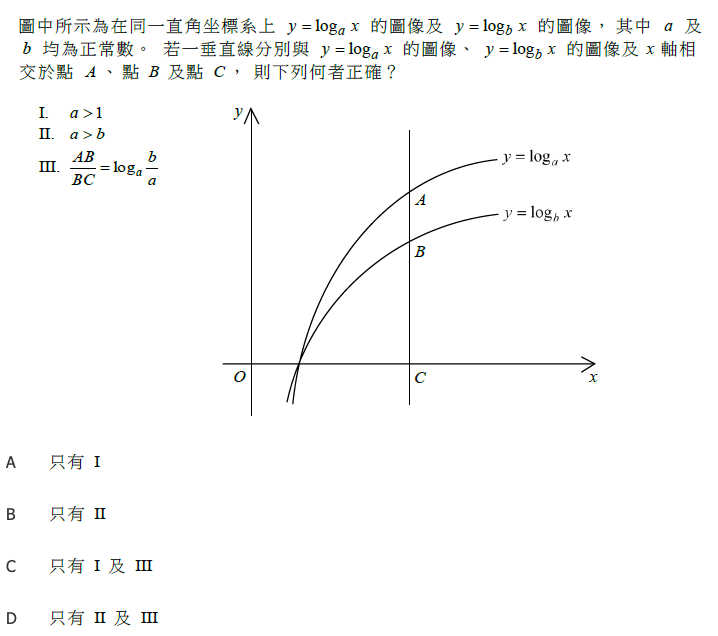 圖中所示為在同一直角坐標系上 y = logₐ x 的圖像及 y = log_b x 的圖像，其中 a 及
b 均為正常數。 若一垂直線分別與 y = logₐ x 的圖像、 y = log_b x 的圖像及 x 軸相
交於點 A 、點 B 及點 C ， 則下列何者正確？
I. a > 1
II. a > b
III. AB/BC = logₐ b/a
y
y = logₐ x
A
y = log_b x
B
O
C
x
A 只有 I
B 只有 II
C 只有 I 及 III
D 只有 II 及 III